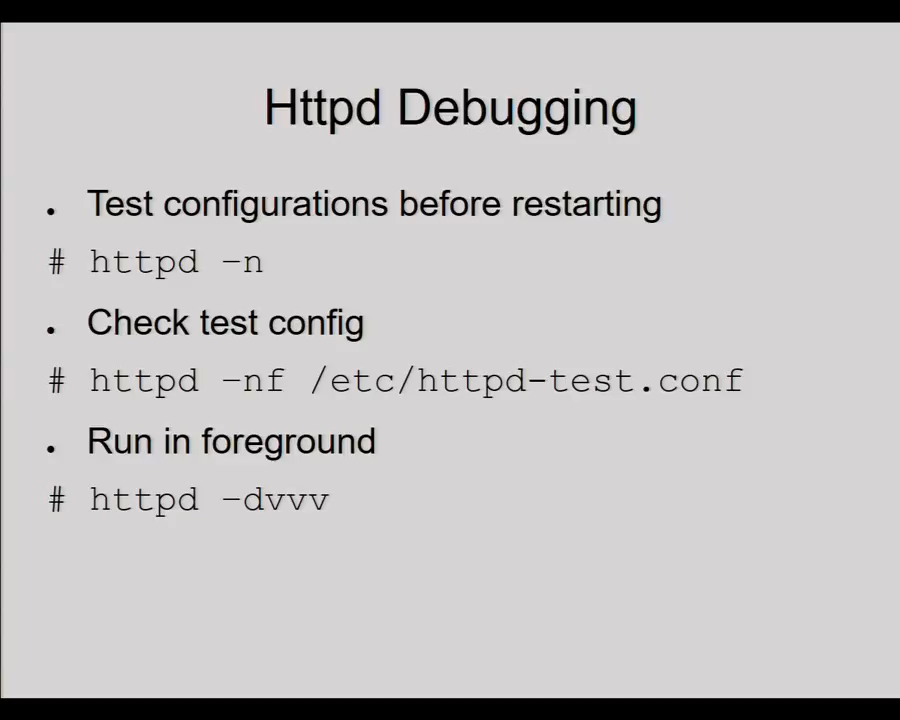 Httpd Debugging
• Test configurations before restarting
# httpd –n
• Check test config
# httpd –nf /etc/httpd-test.conf
• Run in foreground
# httpd –dvvv